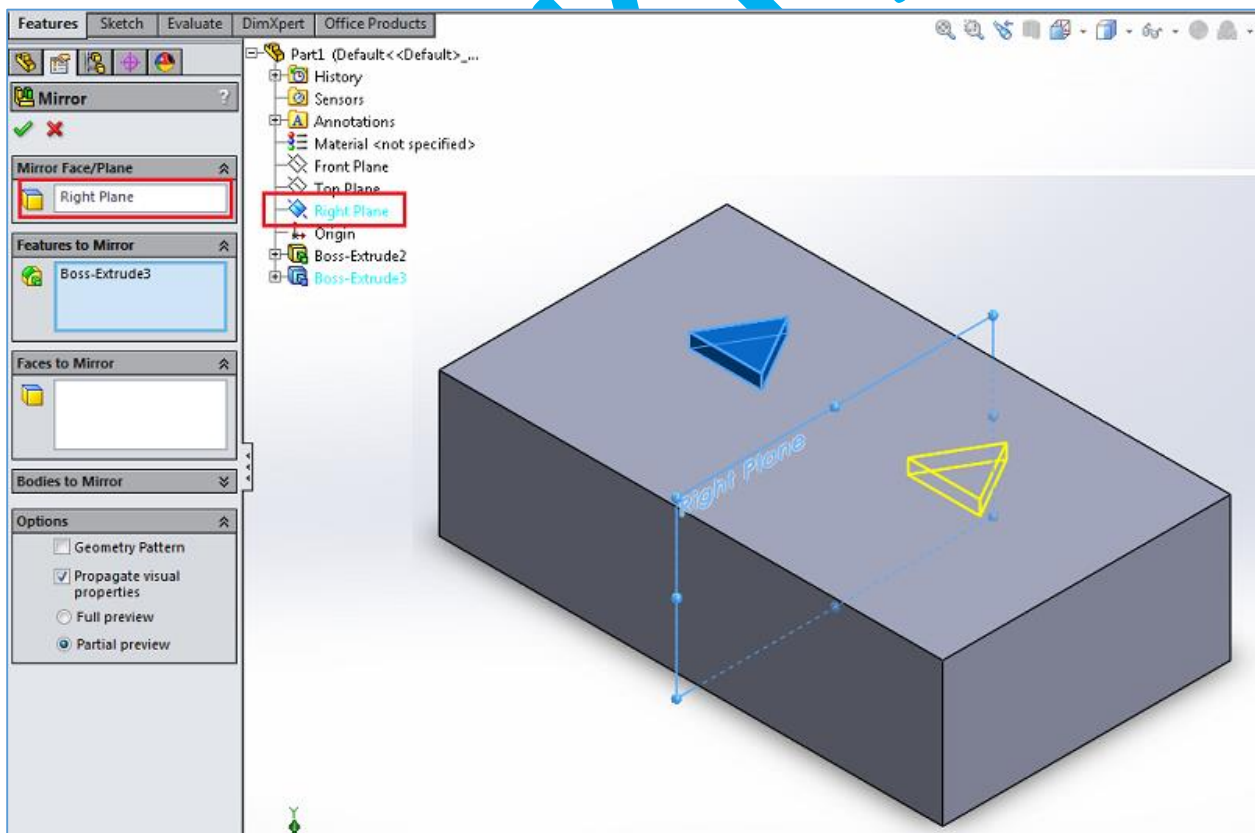 Features Sketch Evaluate DimXpert Office Products
Part1 (Default<<Default>_...
History
Sensors
Annotations
Material <not specified>
Front Plane
Top Plane
Right Plane
Origin
Boss-Extrude2
Boss-Extrude3
Mirror ?
Mirror Face/Plane
Right Plane
Features to Mirror
Boss-Extrude3
Faces to Mirror
Bodies to Mirror
Options
Geometry Pattern
Propagate visual
properties
Full preview
Partial preview
Right Plane
Y